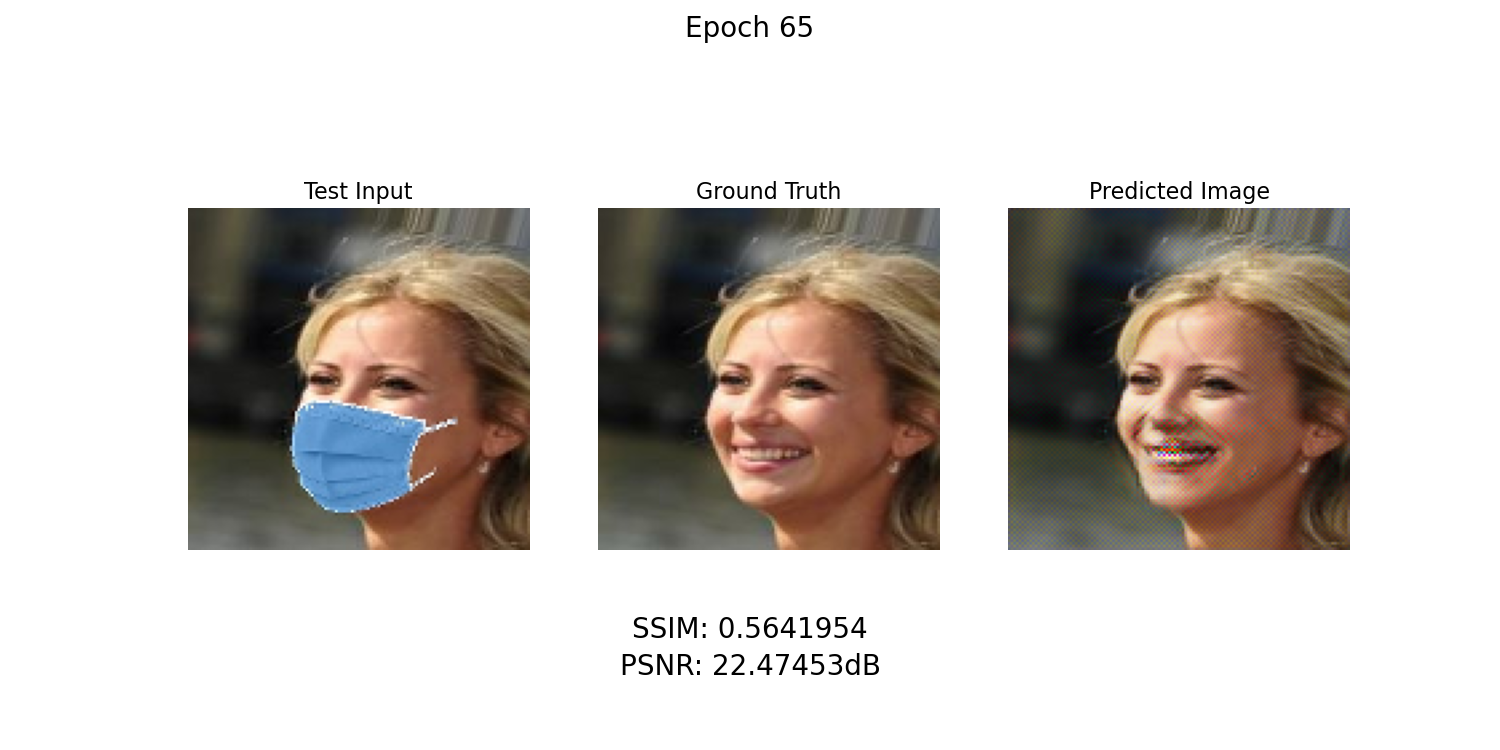 Epoch 65
Test Input
Ground Truth
Predicted Image
SSIM: 0.5641954
PSNR: 22.47453dB